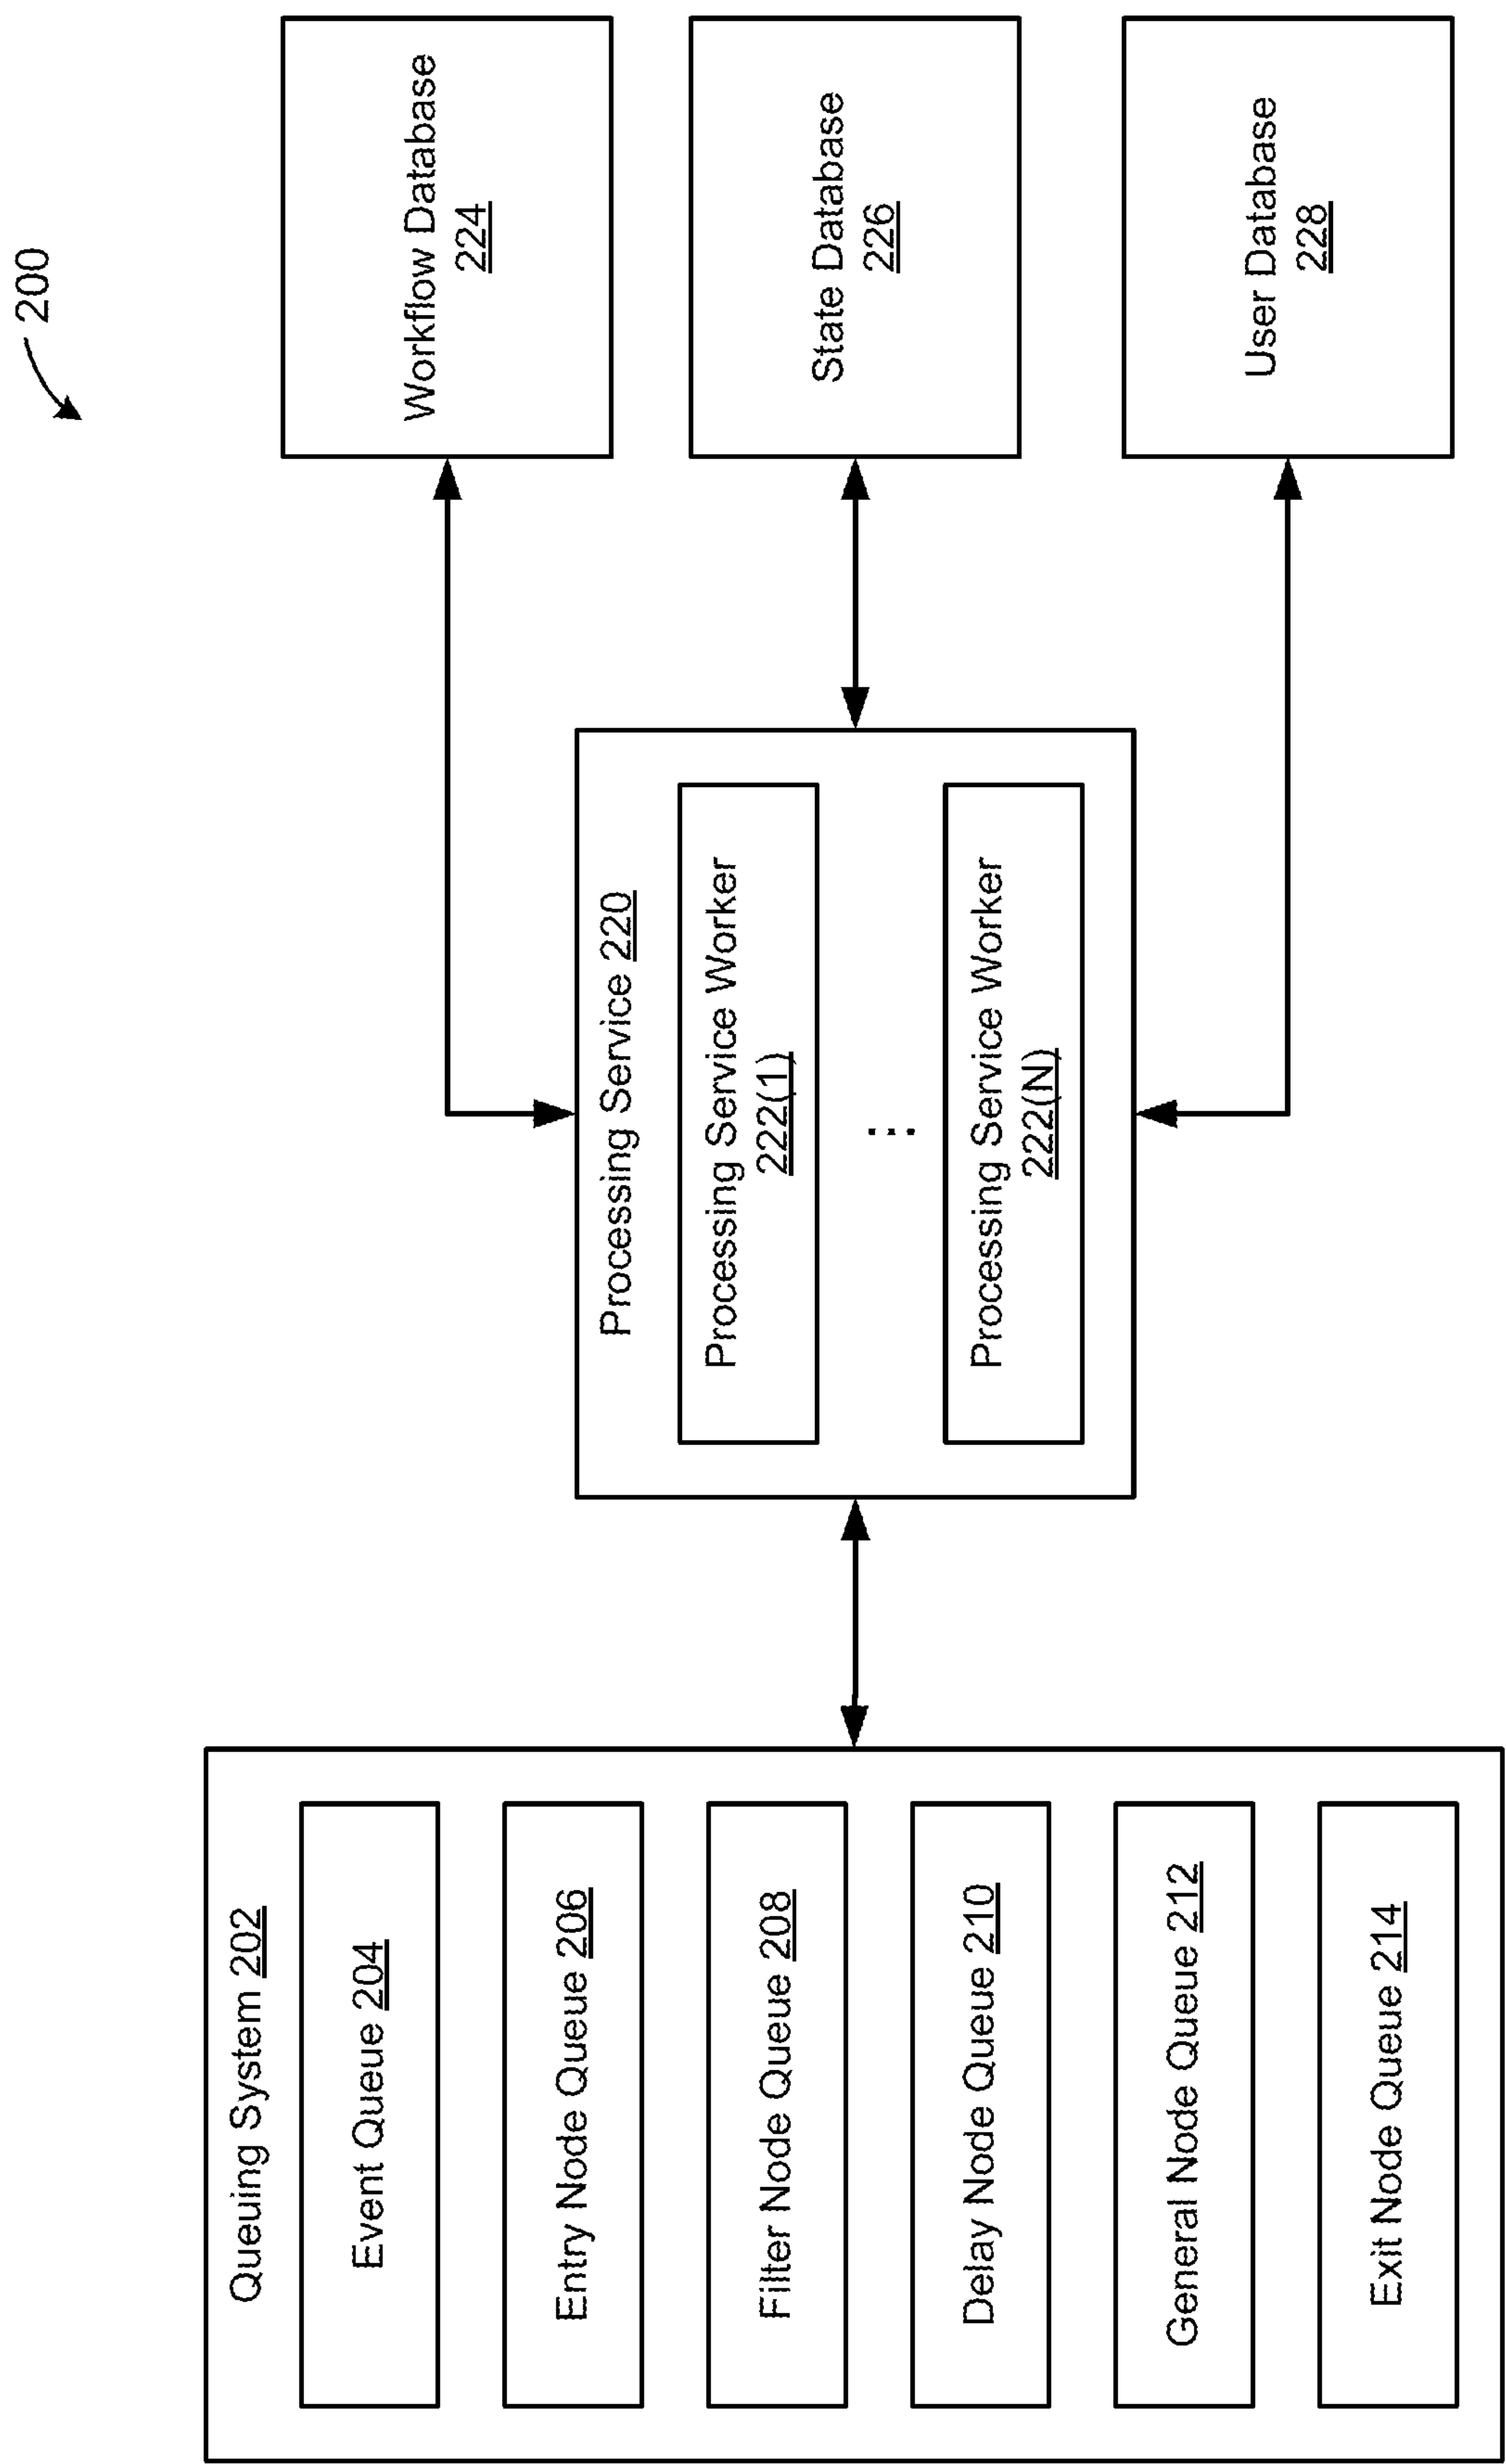 200
Queuing System 202
Event Queue 204
Entry Node Queue 206
Filter Node Queue 208
Delay Node Queue 210
General Node Queue 212
Exit Node Queue 214
Processing Service 220
Processing Service Worker
222(1)
...
Processing Service Worker
222(N)
Workflow Database
224
State Database
226
User Database
228